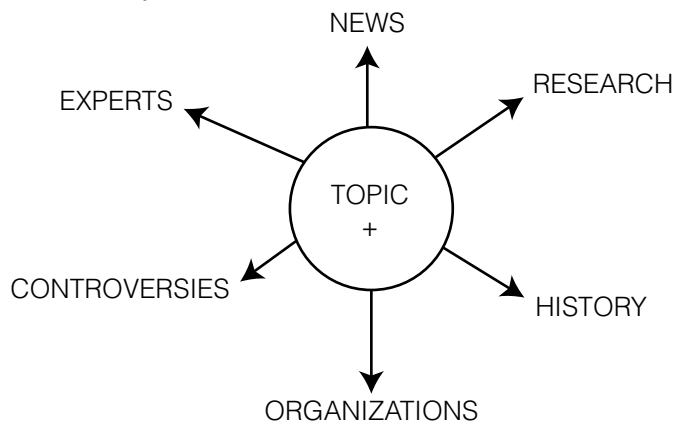 NEWS
RESEARCH
EXPERTS
TOPIC
+
CONTROVERSIES
HISTORY
ORGANIZATIONS